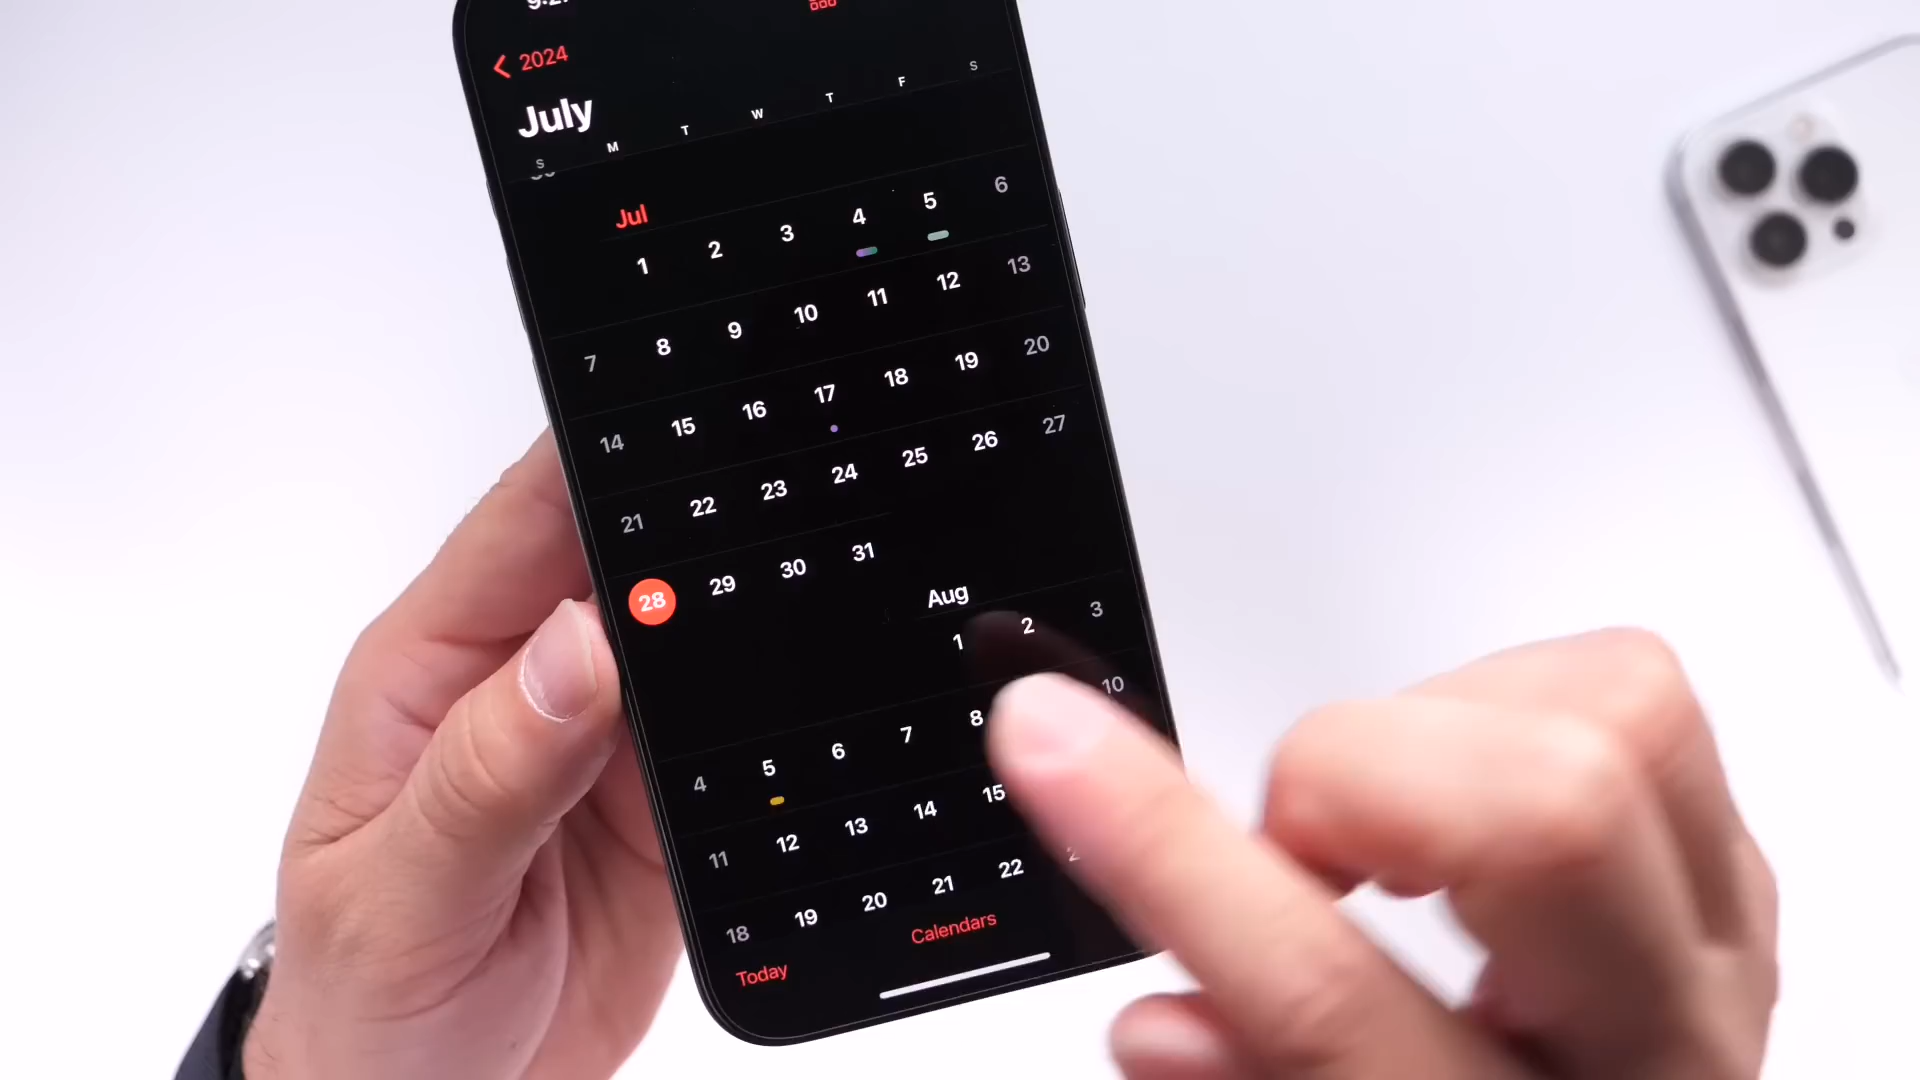 2024
July
S M T W T F S
Jul
1 2 3 4 5 6
7 8 9 10 11 12 13
14 15 16 17 18 19 20
21 22 23 24 25 26 27
28 29 30 31
Aug
1 2 3
4 5 6 7 8 10
11 12 13 14 15
18 19 20 21 22
Today Calendars